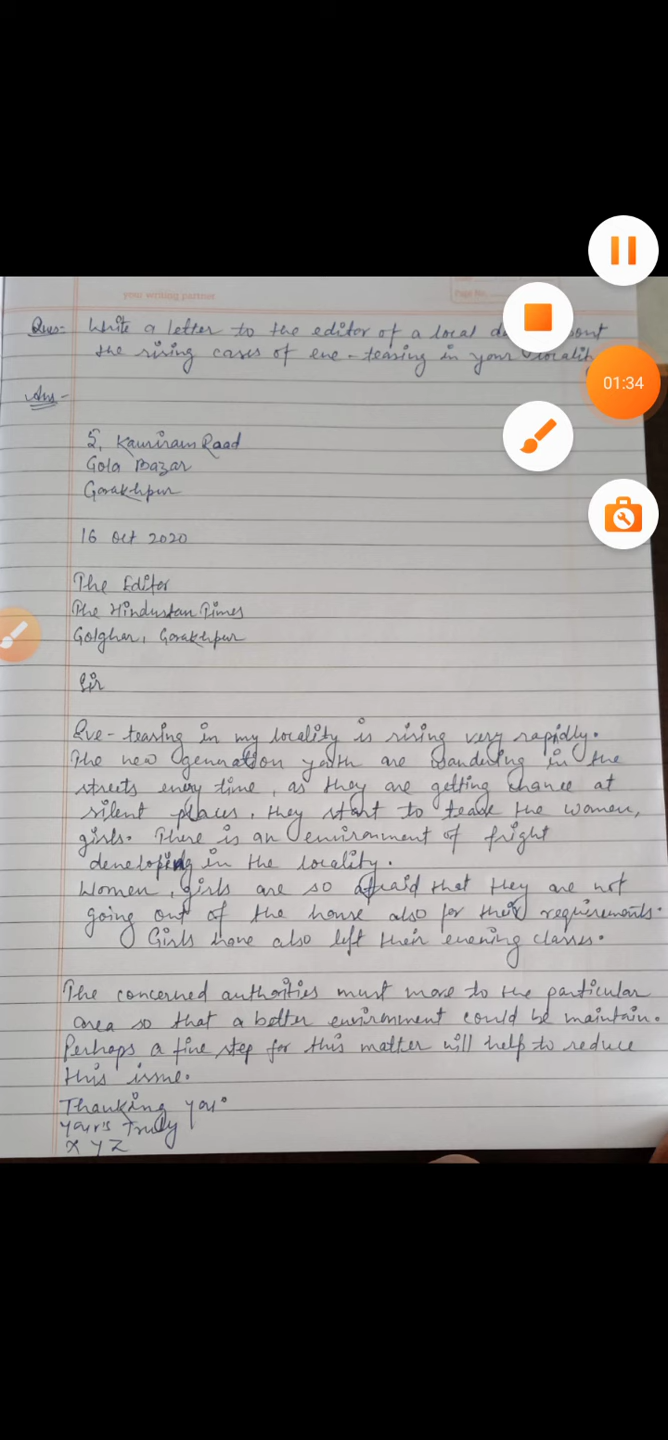 your writing partner
Page No.
Ques- Write a letter to the editor of a local
the rising cases of eve-teasing in your
Ans-
5, Kauriram Raad
Gola Bazar
Gorakhpur
16 Oct 2020
The Editor
The Hindustan Times
Golghar, Gorakhpur
Sir
Eve-teasing in my locality is rising very rapidly.
The new generation youth are wandering in the
streets every time, as they are getting chance at
silent places, they start to tease the women,
girls. There is an environment of fright
developing in the locality.
Women, girls are so afraid that they are not
going out of the house also for their requirements.
Girls have also left their evening classes.
The concerned authorities must move to the particular
area so that a better environment could be maintain.
Perhaps a fine step for this matter will help to reduce
this issue.
Thanking you
Your's Truly
X Y Z
01:34